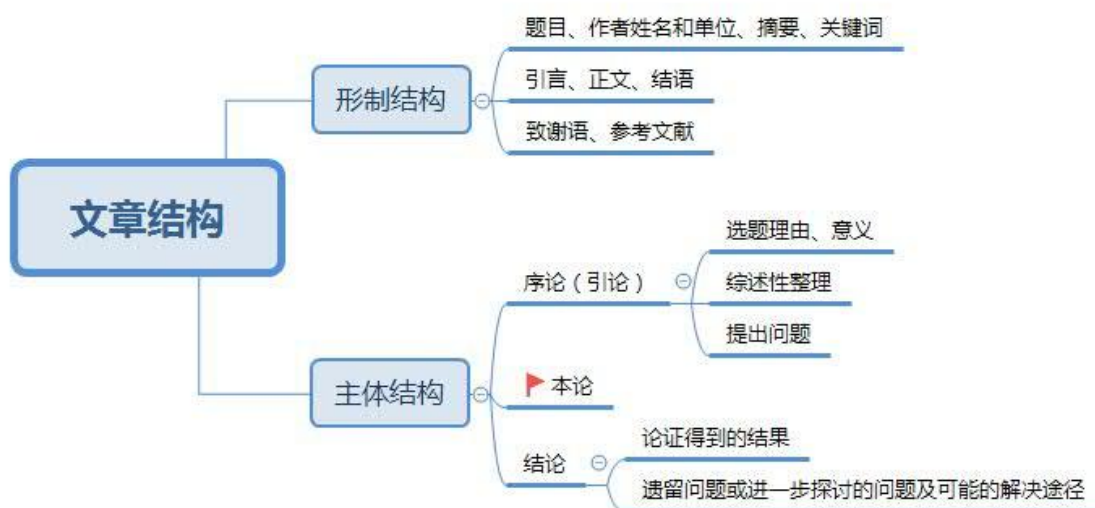 文章结构
形制结构
题目、作者姓名和单位、摘要、关键词
引言、正文、结语
致谢语、参考文献
主体结构
序论（引论）
选题理由、意义
综述性整理
提出问题
本论
结论
论证得到的结果
遗留问题或进一步探讨的问题及可能的解决途径